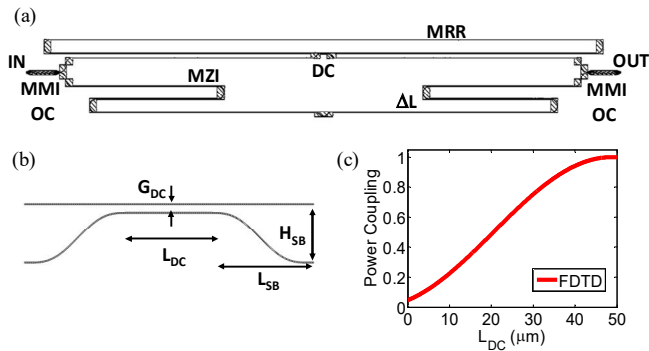 (a)
MRR
IN
DC
OUT
MMI
MZI
MMI
OC
ΔL
OC
(b)
G_DC
H_SB
L_DC
L_SB
(c)
Power Coupling
1
0.8
0.6
0.4
0.2
0
FDTD
0 10 20 30 40 50
L_DC (μm)